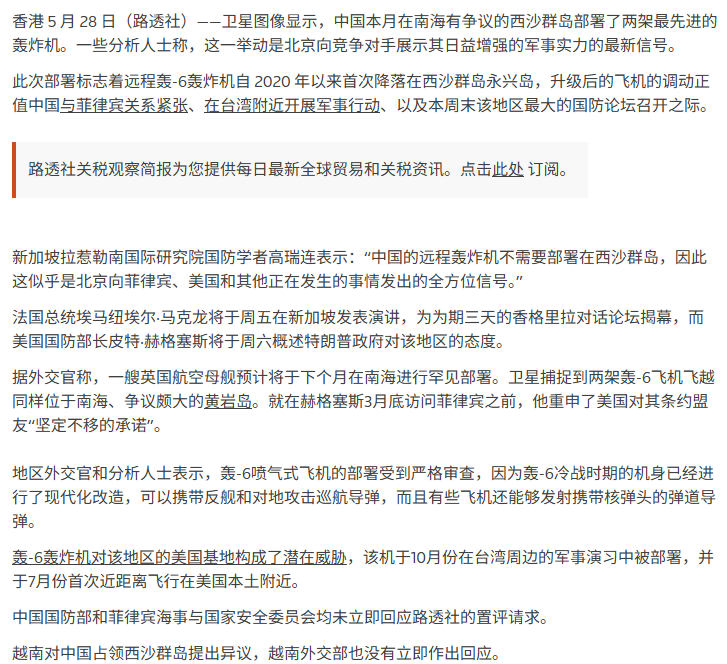 香港 5 月 28 日（路透社）——卫星图像显示，中国本月在南海有争议的西沙群岛部署了两架最先进的
轰炸机。一些分析人士称，这一举动是北京向竞争对手展示其日益增强的军事实力的最新信号。
此次部署标志着远程轰-6轰炸机自 2020 年以来首次降落在西沙群岛永兴岛，升级后的飞机的调动正
值中国与菲律宾关系紧张、在台湾附近开展军事行动、以及本周末该地区最大的国防论坛召开之际。
路透社关税观察简报为您提供每日最新全球贸易和关税资讯。点击此处 订阅。
新加坡拉惹勒南国际研究院国防学者高瑞连表示：“中国的远程轰炸机不需要部署在西沙群岛，因此
这似乎是北京向菲律宾、美国和其他正在发生的事情发出的全方位信号。”
法国总统埃马纽埃尔·马克龙将于周五在新加坡发表演讲，为为期三天的香格里拉对话论坛揭幕，而
美国国防部长皮特·赫格塞斯将于周六概述特朗普政府对该地区的态度。
据外交官称，一艘英国航空母舰预计将于下个月在南海进行罕见部署。卫星捕捉到两架轰-6飞机飞越
同样位于南海、争议颇大的黄岩岛。就在赫格塞斯3月底访问菲律宾之前，他重申了美国对其条约盟
友“坚定不移的承诺”。
地区外交官和分析人士表示，轰-6喷气式飞机的部署受到严格审查，因为轰-6冷战时期的机身已经进
行了现代化改造，可以携带反舰和对地攻击巡航导弹，而且有些飞机还能够发射携带核弹头的弹道导
弹。
轰-6轰炸机对该地区的美国基地构成了潜在威胁，该机于10月份在台湾周边的军事演习中被部署，并
于7月份首次近距离飞行在美国本土附近。
中国国防部和菲律宾海事与国家安全委员会均未立即回应路透社的置评请求。
越南对中国占领西沙群岛提出异议，越南外交部也没有立即作出回应。